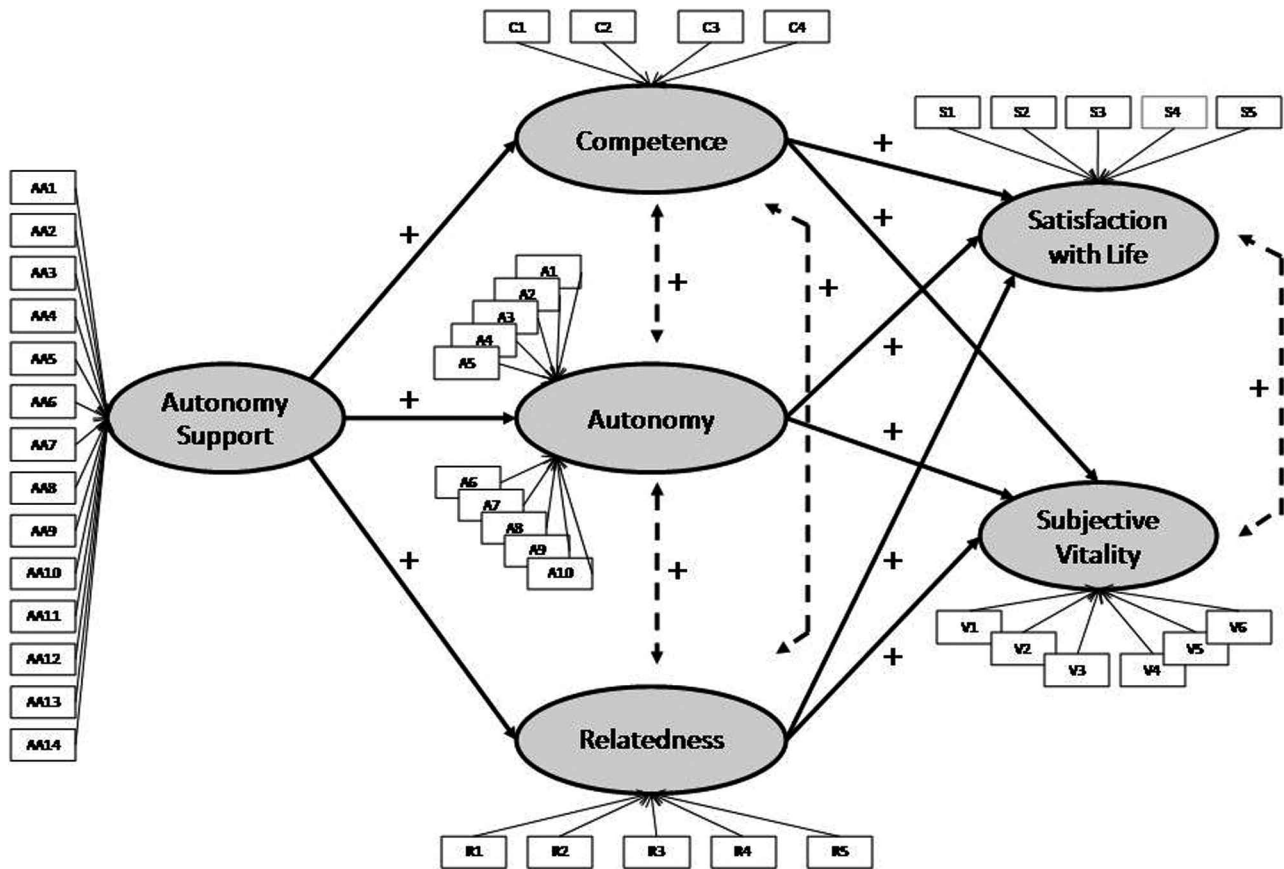 C1
C2
C3
C4
Competence
S1
S2
S3
S4
S5
Satisfaction
with Life
AA1
AA2
AA3
AA4
AA5
AA6
AA7
AA8
AA9
AA10
AA11
AA12
AA13
AA14
Autonomy
Support
A1
A2
A3
A4
A5
Autonomy
A6
A7
A8
A9
A10
Subjective
Vitality
V1
V2
V3
V4
V5
V6
Relatedness
R1
R2
R3
R4
R5
+
+
+
+
+
+
+
+
+
+
+
+
+